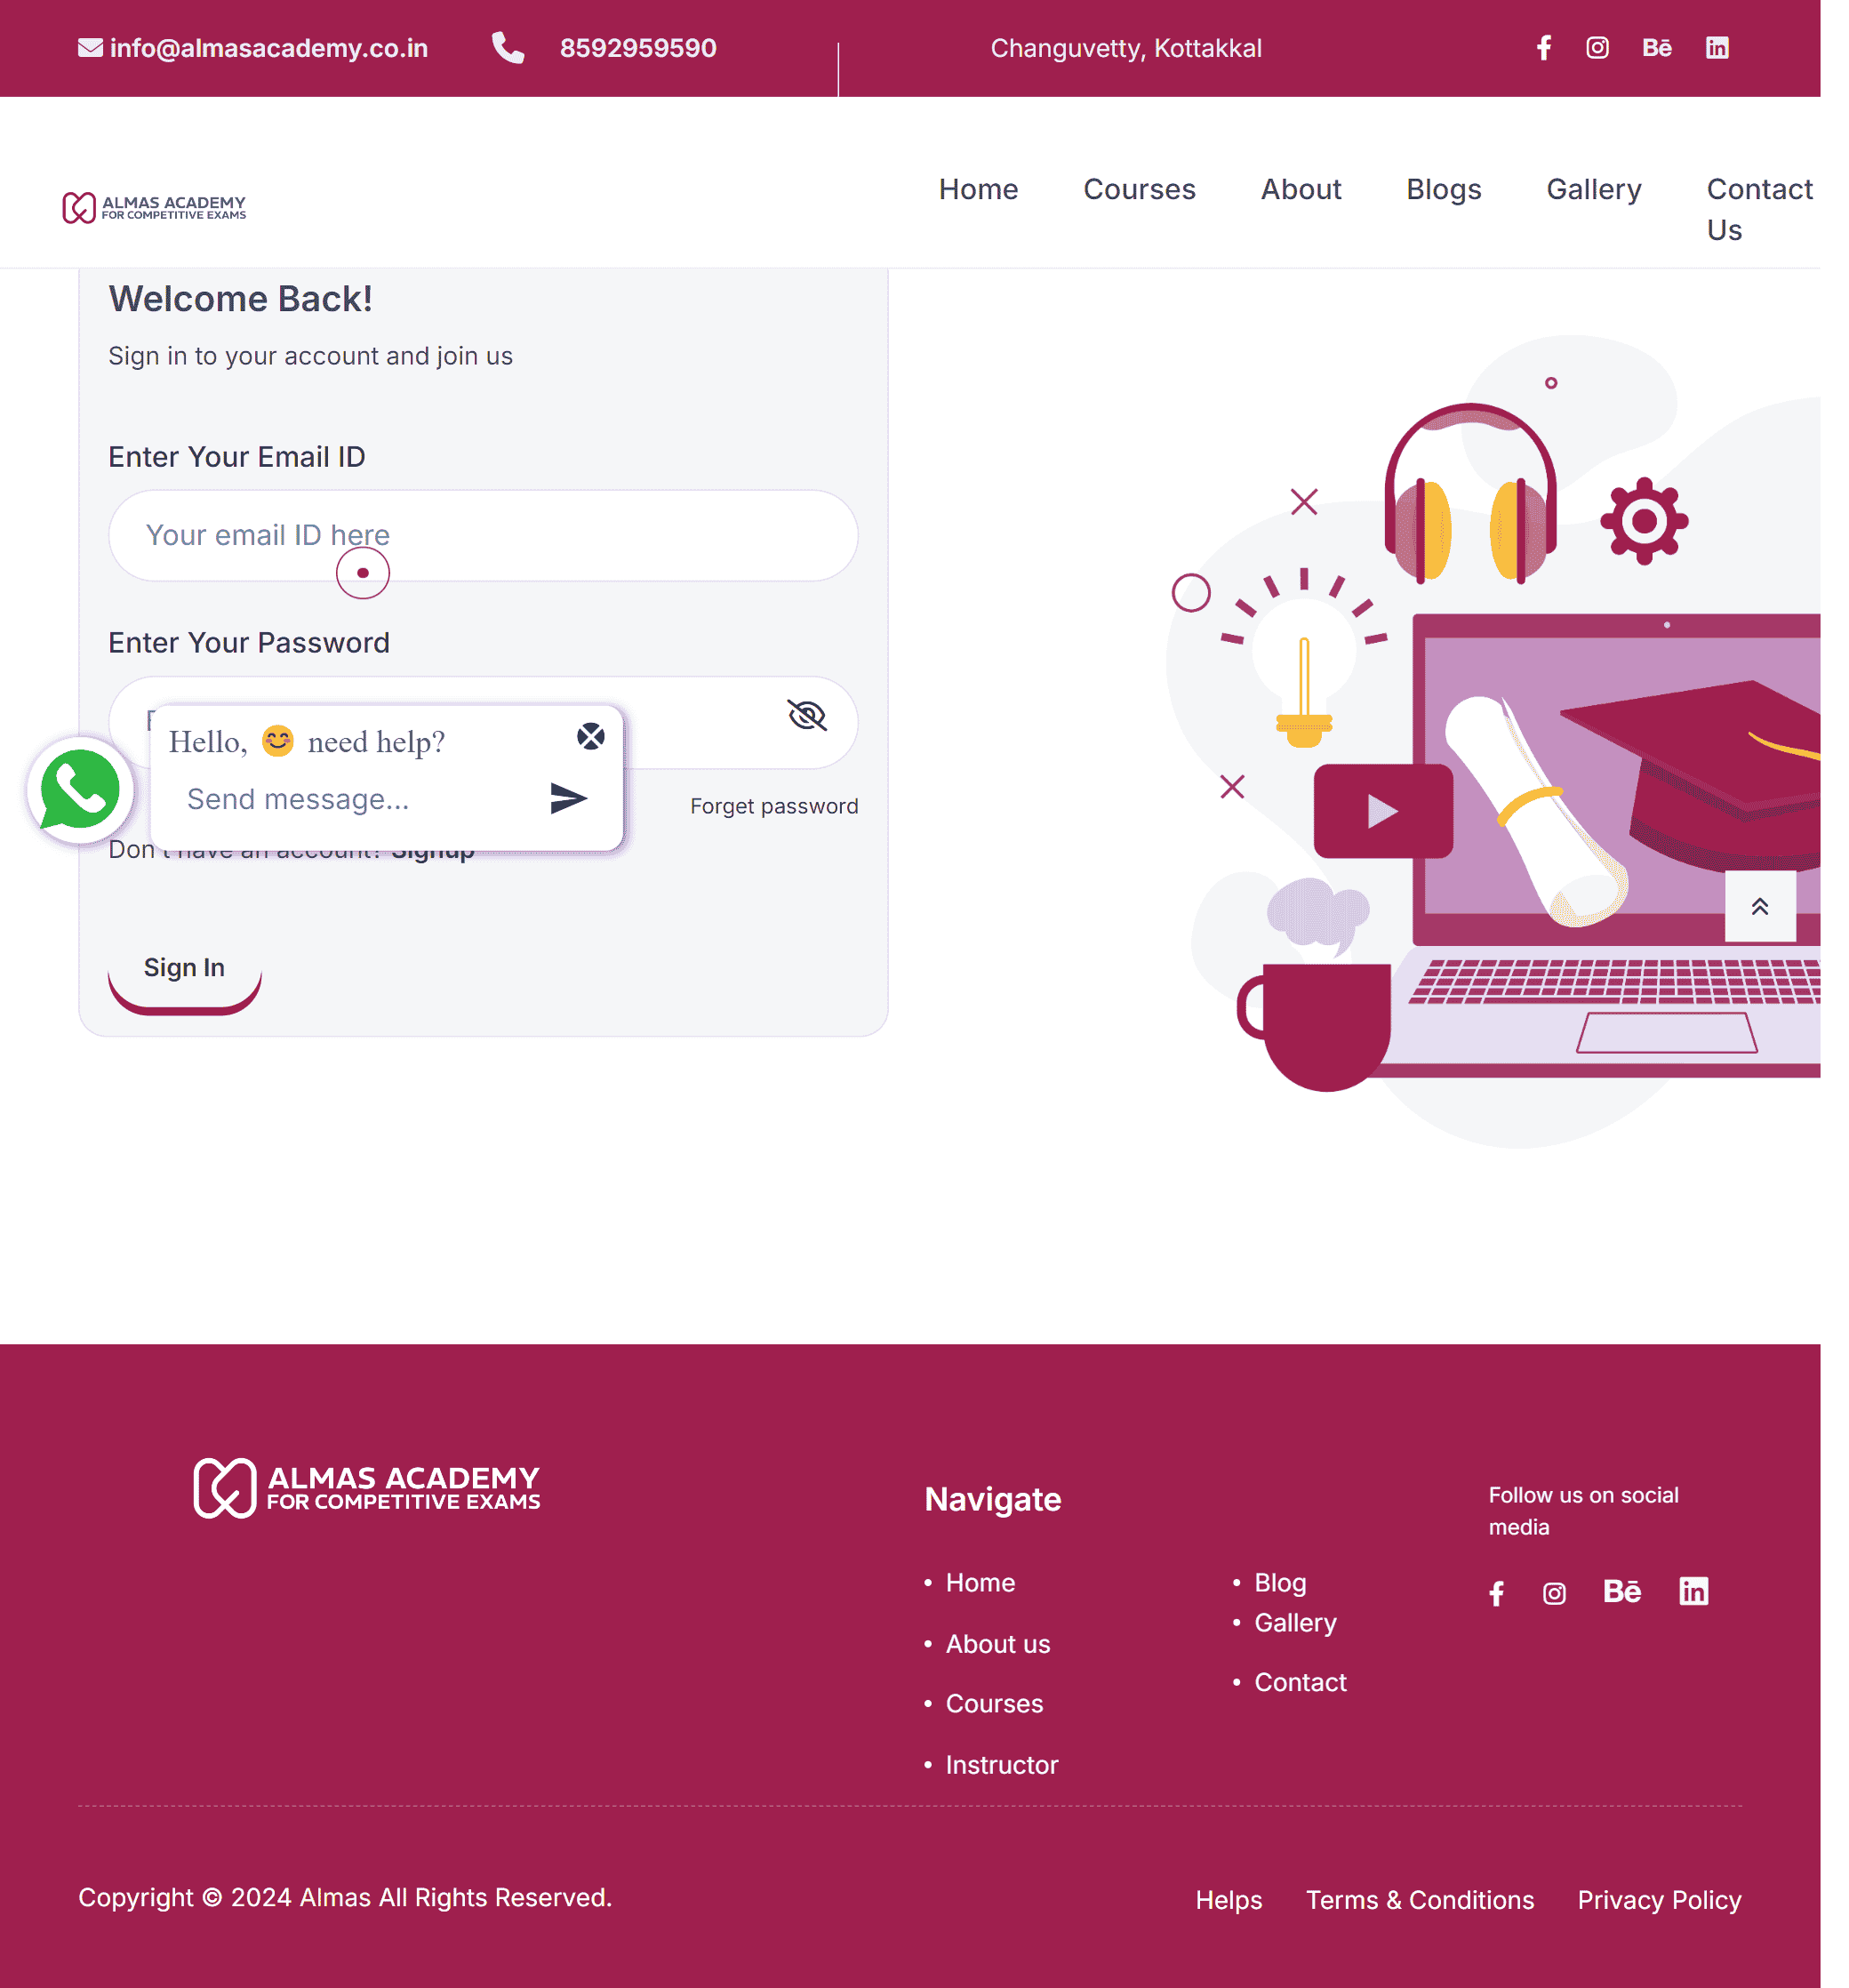 info@almasacademy.co.in 8592959590 Changuvetty, Kottakkal
Bē
ALMAS ACADEMY
FOR COMPETITIVE EXAMS
Home Courses About Blogs Gallery Contact Us
Welcome Back!
Sign in to your account and join us
Enter Your Email ID
Your email ID here
Enter Your Password
Hello, 😊 need help?
Send message...
Forget password
Don't have an account? Signup
Sign In
ALMAS ACADEMY
FOR COMPETITIVE EXAMS
Navigate
Home
About us
Courses
Instructor
Blog
Gallery
Contact
Follow us on social
media
Bē
Copyright © 2024 Almas All Rights Reserved.
Helps Terms & Conditions Privacy Policy